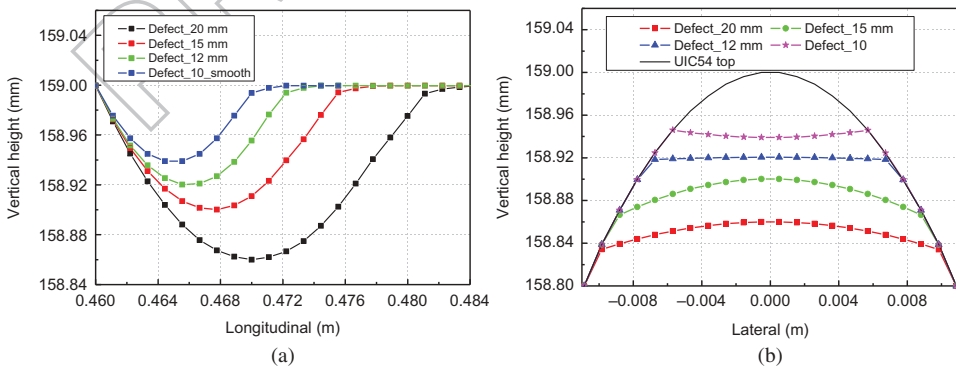 159.04
159.00
158.96
158.92
158.88
158.84
Vertical height (mm)
Defect_20 mm
Defect_15 mm
Defect_12 mm
Defect_10_smooth
0.460 0.464 0.468 0.472 0.476 0.480 0.484
Longitudinal (m)
(a)
159.04
159.00
158.96
158.92
158.88
158.84
158.80
Vertical height (mm)
Defect_20 mm Defect_15 mm
Defect_12 mm Defect_10
UIC54 top
−0.008 −0.004 0.000 0.004 0.008
Lateral (m)
(b)